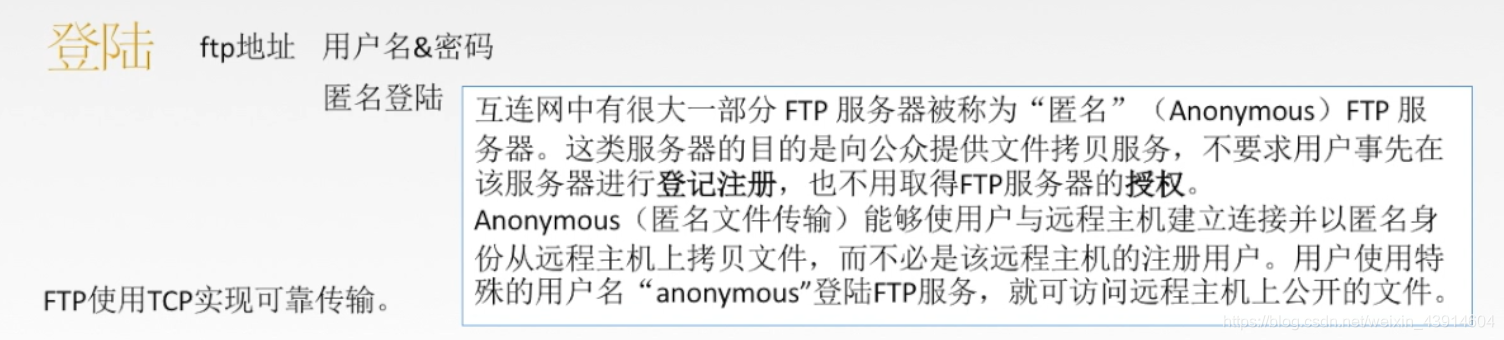 登陆 ftp地址 用户名&密码
匿名登陆
互连网中有很大一部分 FTP 服务器被称为“匿名”（Anonymous）FTP 服
务器。这类服务器的目的是向公众提供文件拷贝服务，不要求用户事先在
该服务器进行登记注册，也不用取得FTP服务器的授权。
Anonymous（匿名文件传输）能够使用户与远程主机建立连接并以匿名身
份从远程主机上拷贝文件，而不必是该远程主机的注册用户。用户使用特
殊的用户名“anonymous”登陆FTP服务，就可访问远程主机上公开的文件。
FTP使用TCP实现可靠传输。
https://blog.csdn.net/weixin_43914604